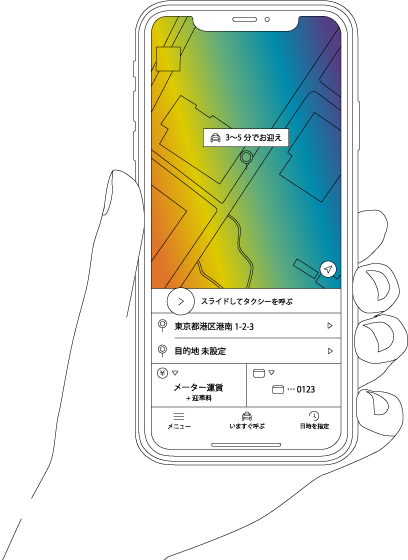 3〜5 分でお迎え
スライドしてタクシーを呼ぶ
東京都港区港南 1-2-3
目的地 未設定
¥
メーター運賃
+ 迎車料
… 0123
メニュー
いますぐ呼ぶ
日時を指定